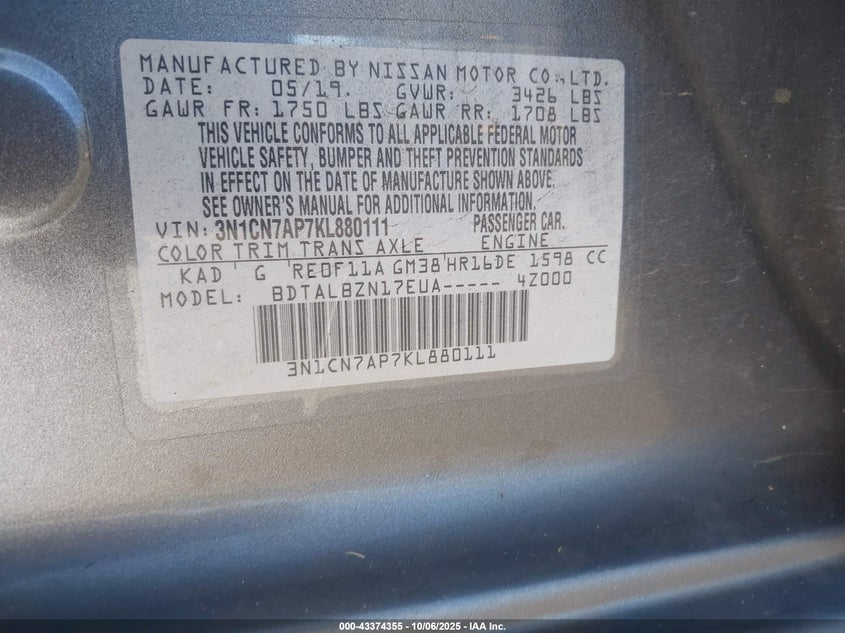 MANUFACTURED BY NISSAN MOTOR CO., LTD.
DATE: 05/19. GVWR: 3426 LBS
GAWR FR: 1750 LBS GAWR RR: 1708 LBS
THIS VEHICLE CONFORMS TO ALL APPLICABLE FEDERAL MOTOR
VEHICLE SAFETY, BUMPER AND THEFT PREVENTION STANDARDS
IN EFFECT ON THE DATE OF MANUFACTURE SHOWN ABOVE.
SEE OWNER'S MANUAL FOR ADDITIONAL INFORMATION.
VIN: 3N1CN7AP7KL880111 PASSENGER CAR.
COLOR TRIM TRANS AXLE ENGINE
KAD G RE0F11A GM38 HR16DE 1598 CC
MODEL: BDTALBZN17EUA----- 4Z000
3N1CN7AP7KL880111
000-43374355 | 10/06/2025 | IAA Inc.